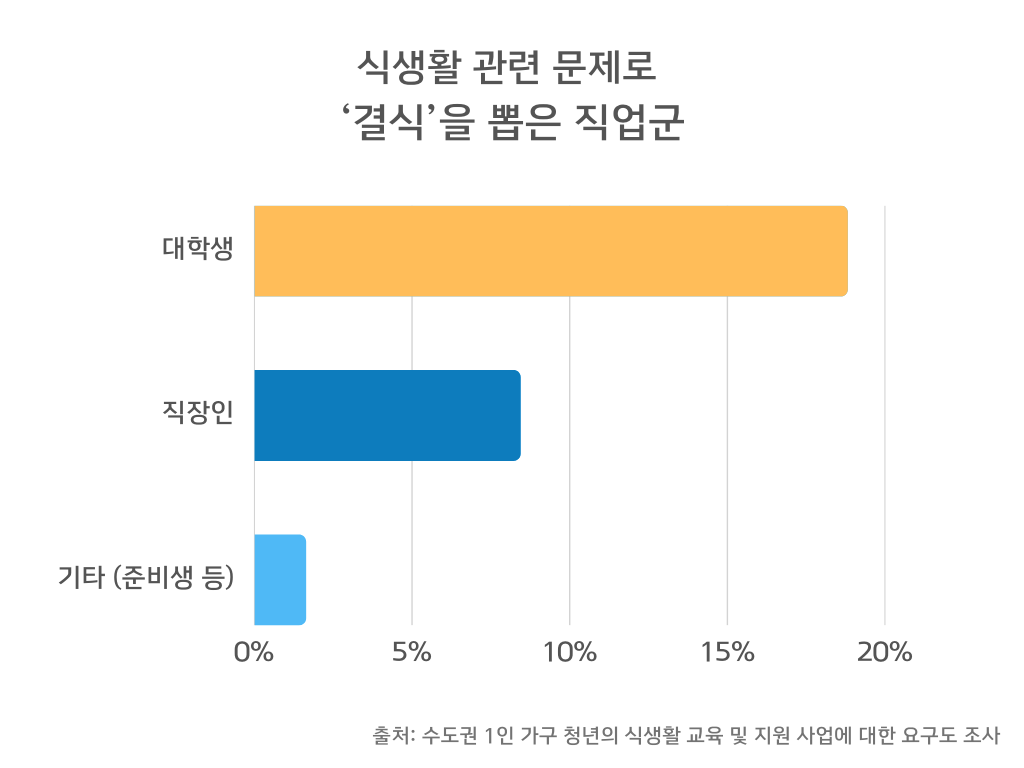 식생활 관련 문제로
‘결식’을 뽑은 직업군
대학생
직장인
기타 (준비생 등)
0% 5% 10% 15% 20%
출처: 수도권 1인 가구 청년의 식생활 교육 및 지원 사업에 대한 요구도 조사